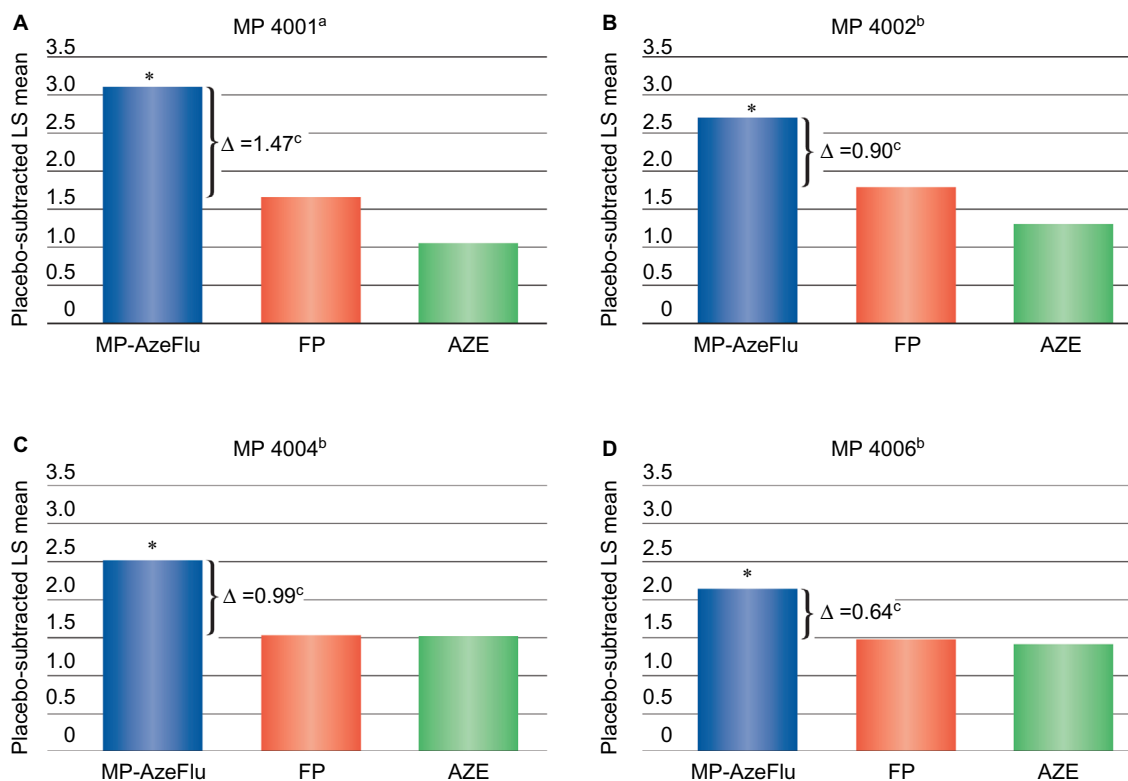 A
MP 4001ᵃ
Placebo-subtracted LS mean
3.5
3.0
2.5
2.0
1.5
1.0
0.5
0
*
Δ =1.47ᶜ
MP-AzeFlu FP AZE
B
MP 4002ᵇ
Placebo-subtracted LS mean
3.5
3.0
2.5
2.0
1.5
1.0
0.5
0
*
Δ =0.90ᶜ
MP-AzeFlu FP AZE
C
MP 4004ᵇ
Placebo-subtracted LS mean
3.5
3.0
2.5
2.0
1.5
1.0
0.5
0
*
Δ =0.99ᶜ
MP-AzeFlu FP AZE
D
MP 4006ᵇ
Placebo-subtracted LS mean
3.5
3.0
2.5
2.0
1.5
1.0
0.5
0
*
Δ =0.64ᶜ
MP-AzeFlu FP AZE